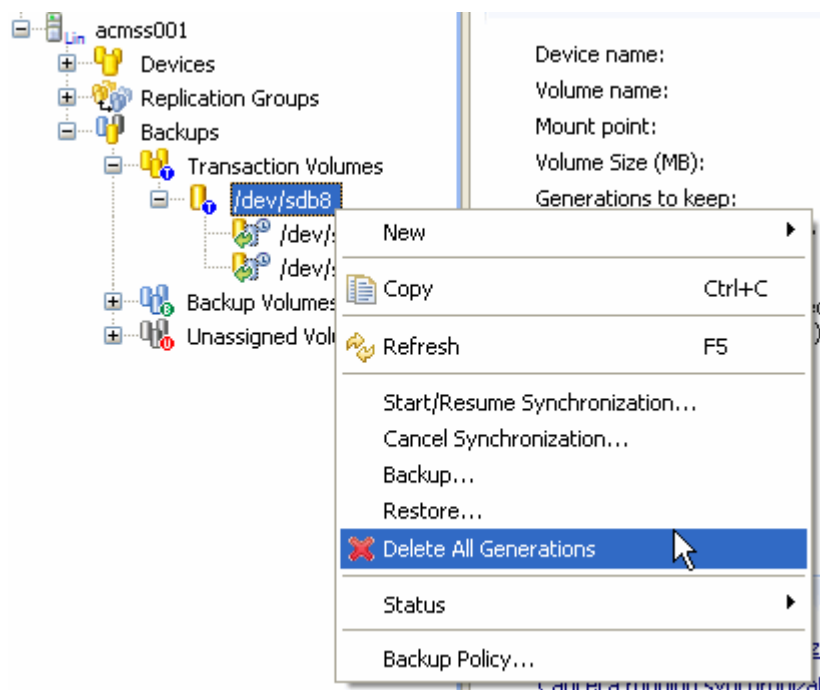 Lin acmss001
Devices
Replication Groups
Backups
Transaction Volumes
/dev/sdb8
/dev/
/dev/
Backup Volumes
Unassigned Vol
Device name:
Volume name:
Mount point:
Volume Size (MB):
Generations to keep:
New
Copy Ctrl+C
Refresh F5
Start/Resume Synchronization...
Cancel Synchronization...
Backup...
Restore...
Delete All Generations
Status
Backup Policy...